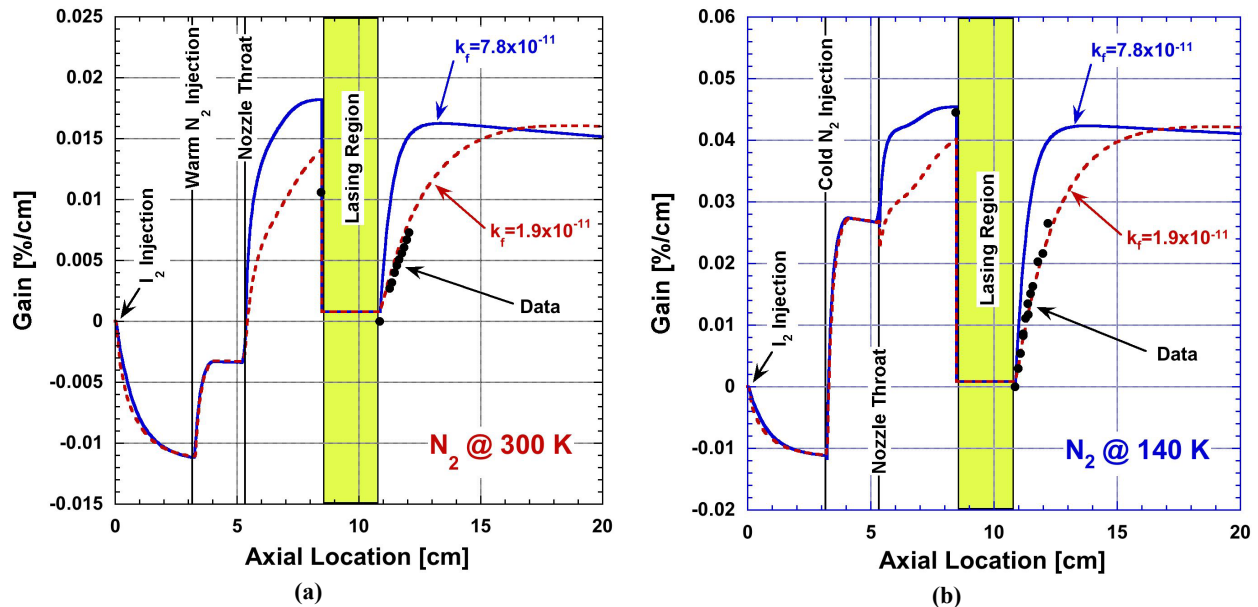 0.025
0.02
0.015
0.01
0.005
0
-0.005
-0.01
-0.015
Gain [%/cm]
0
5
10
15
20
Axial Location [cm]
I2 Injection
Warm N2 Injection
Nozzle Throat
Lasing Region
kf=7.8x10-11
kf=1.9x10-11
Data
N2 @ 300 K
(a)
0.06
0.05
0.04
0.03
0.02
0.01
0
-0.01
-0.02
Gain [%/cm]
0
5
10
15
20
Axial Location [cm]
I2 Injection
Cold N2 Injection
Nozzle Throat
Lasing Region
kf=7.8x10-11
kf=1.9x10-11
Data
N2 @ 140 K
(b)